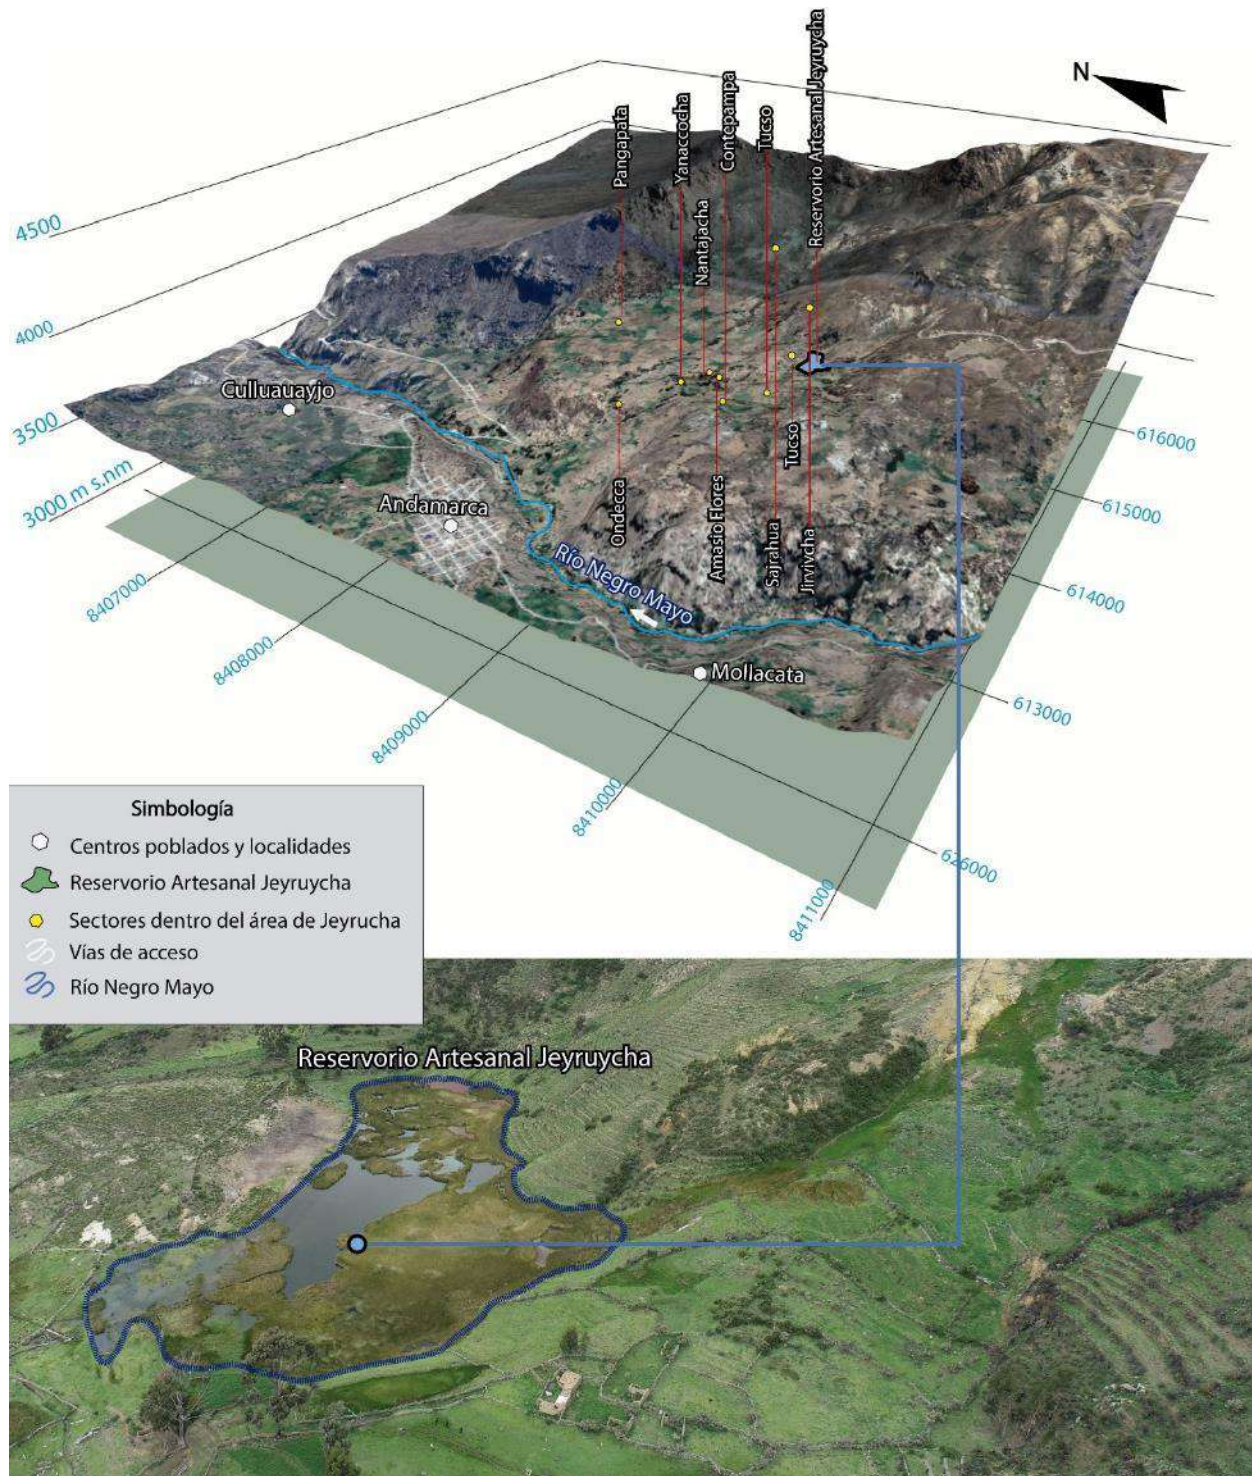 N
Pangapata
Yanaccocha
Nantajacha
Contepampa
Tucso
Reservorio Artesanal Jeyruycha
4500
4000
3500
3000 m s.nm
Culluauayjo
Andamarca
Ondecca
Amasio Flores
Sajrahua
Tucso
Jinvivcha
Río Negro Mayo
Mollacata
616000
615000
614000
613000
626000
8407000
8408000
8409000
8410000
8411000
Simbología
Centros poblados y localidades
Reservorio Artesanal Jeyruycha
Sectores dentro del área de Jeyrucha
Vías de acceso
Río Negro Mayo
Reservorio Artesanal Jeyruycha